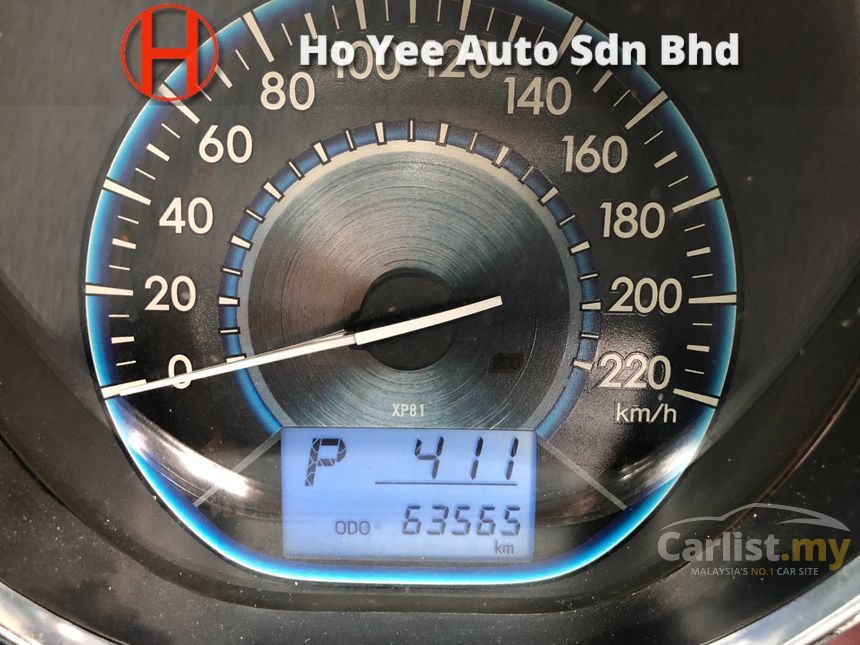 H Ho Yee Auto Sdn Bhd
0
20
40
60
80
100
120
140
160
180
200
220
km/h
ECO
XP81
P 411
ODO 63565
km
Carlist.my
MALAYSIA'S NO.1 CAR SITE